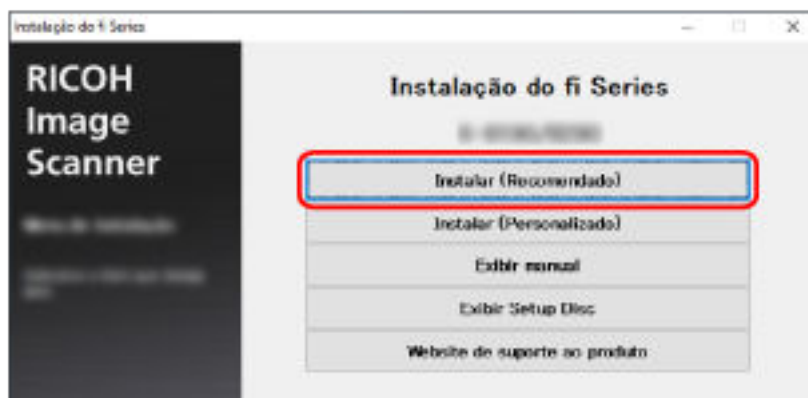 Instalação do fi Series
RICOH
Image
Scanner
Instalação do fi Series
Instalar (Recomendado)
Instalar (Personalizado)
Exibir manual
Exibir Setup Disc
Website de suporte ao produto